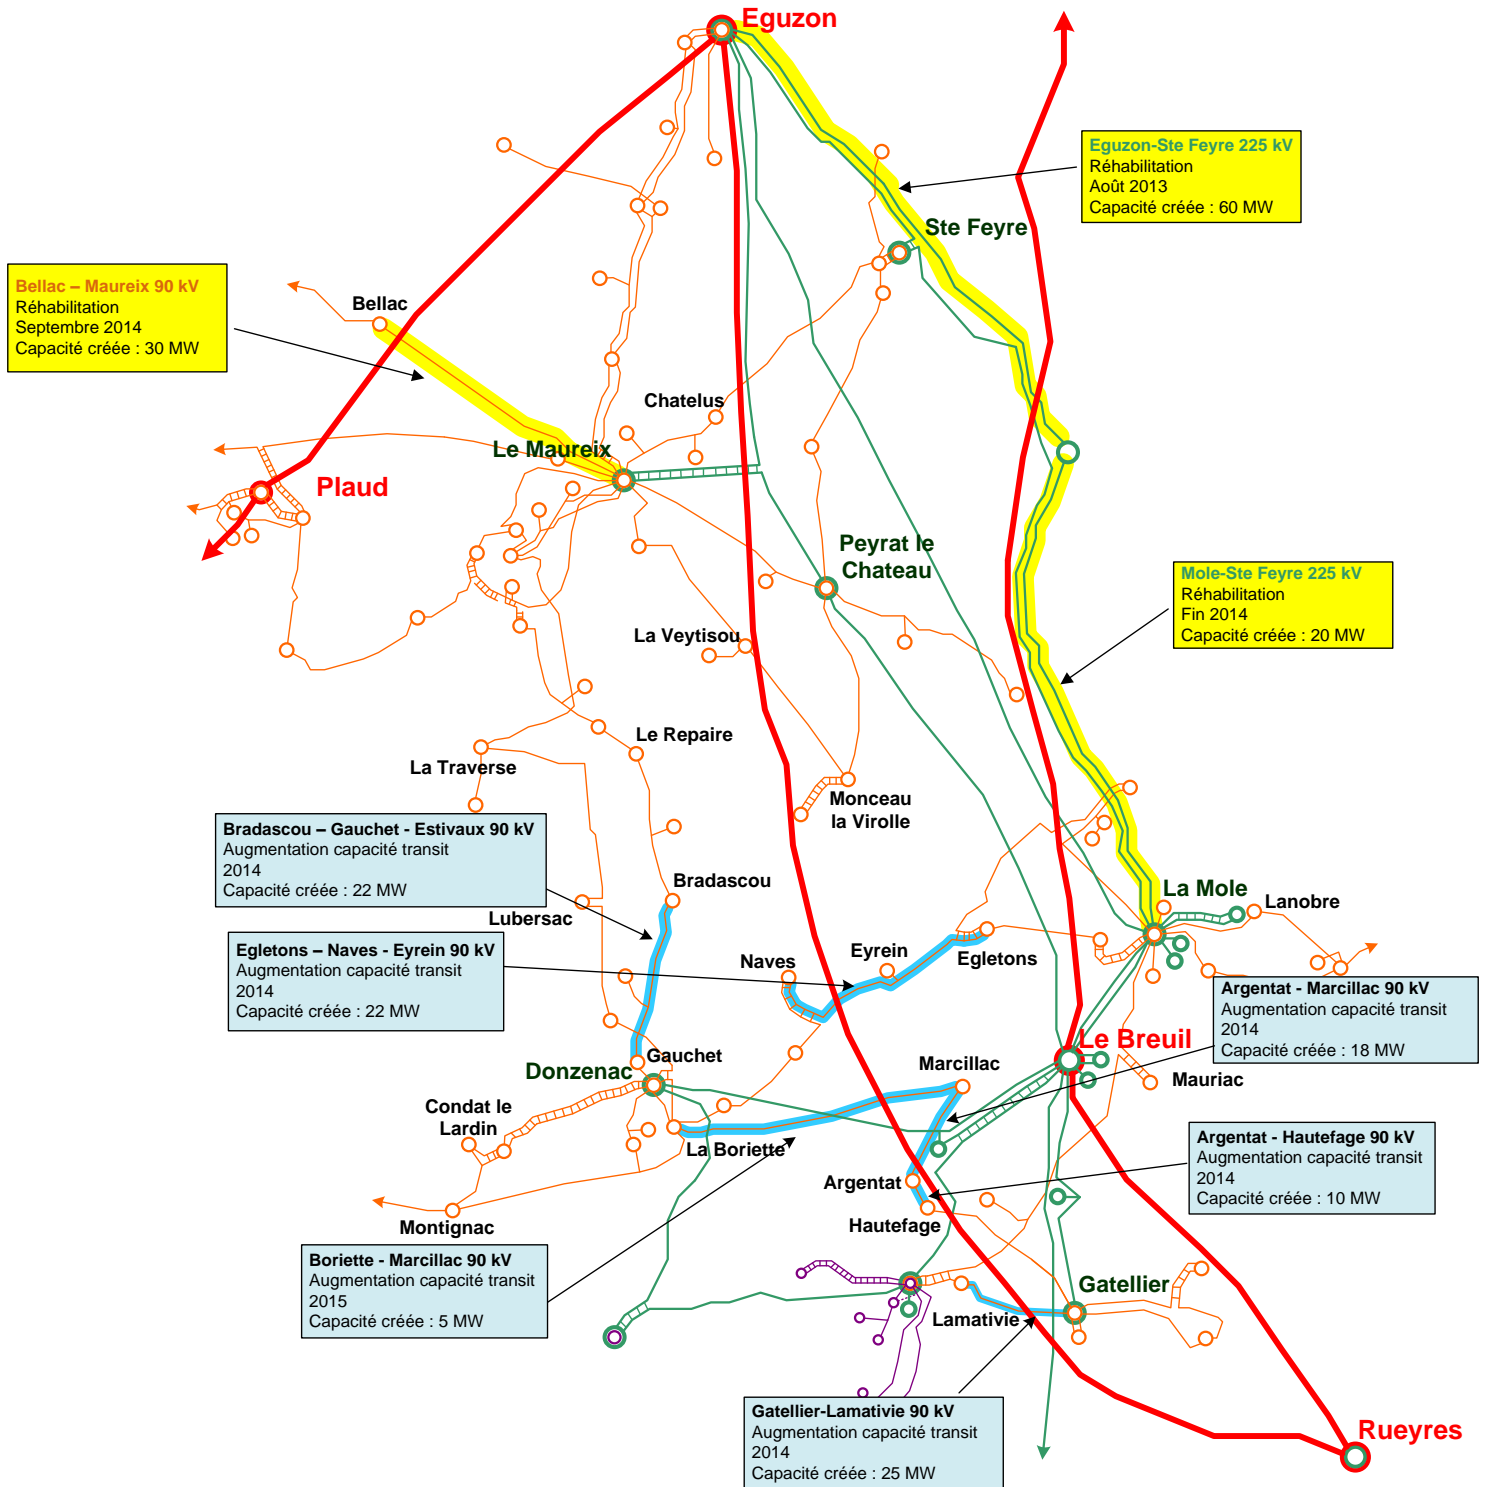 Eguzon
Eguzon-Ste Feyre 225 kV
Réhabilitation
Août 2013
Capacité créée : 60 MW
Ste Feyre
Bellac – Maureix 90 kV
Réhabilitation
Septembre 2014
Capacité créée : 30 MW
Bellac
Chatelus
Le Maureix
Plaud
Peyrat le
Chateau
Mole-Ste Feyre 225 kV
Réhabilitation
Fin 2014
Capacité créée : 20 MW
La Veytisou
Le Repaire
La Traverse
Monceau
la Virolle
Bradascou – Gauchet - Estivaux 90 kV
Augmentation capacité transit
2014
Capacité créée : 22 MW
Bradascou
La Mole
Lanobre
Lubersac
Egletons – Naves - Eyrein 90 kV
Augmentation capacité transit
2014
Capacité créée : 22 MW
Naves
Eyrein
Egletons
Argentat - Marcillac 90 kV
Augmentation capacité transit
2014
Capacité créée : 18 MW
Le Breuil
Gauchet
Donzenac
Marcillac
Mauriac
Condat le
Lardin
La Boriette
Argentat - Hautefage 90 kV
Augmentation capacité transit
2014
Capacité créée : 10 MW
Argentat
Hautefage
Montignac
Boriette - Marcillac 90 kV
Augmentation capacité transit
2015
Capacité créée : 5 MW
Gatellier
Lamativie
Gatellier-Lamativie 90 kV
Augmentation capacité transit
2014
Capacité créée : 25 MW
Rueyres